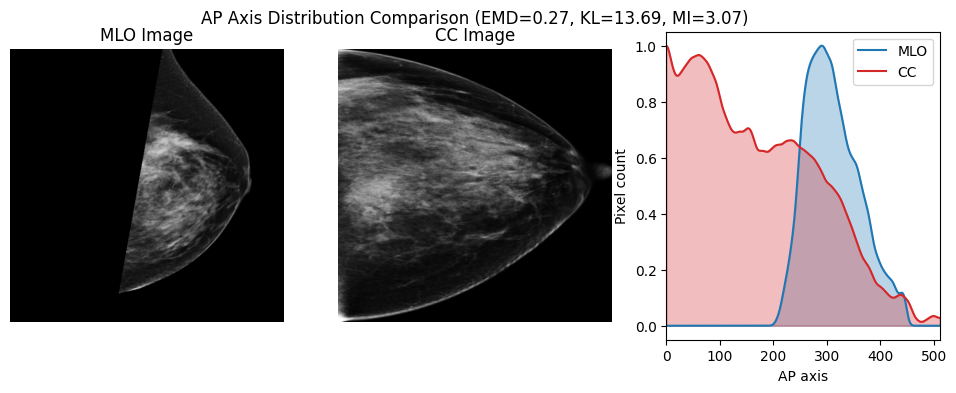 AP Axis Distribution Comparison (EMD=0.27, KL=13.69, MI=3.07)
MLO Image
CC Image
MLO
CC
Pixel count
1.0
0.8
0.6
0.4
0.2
0.0
0 100 200 300 400 500
AP axis